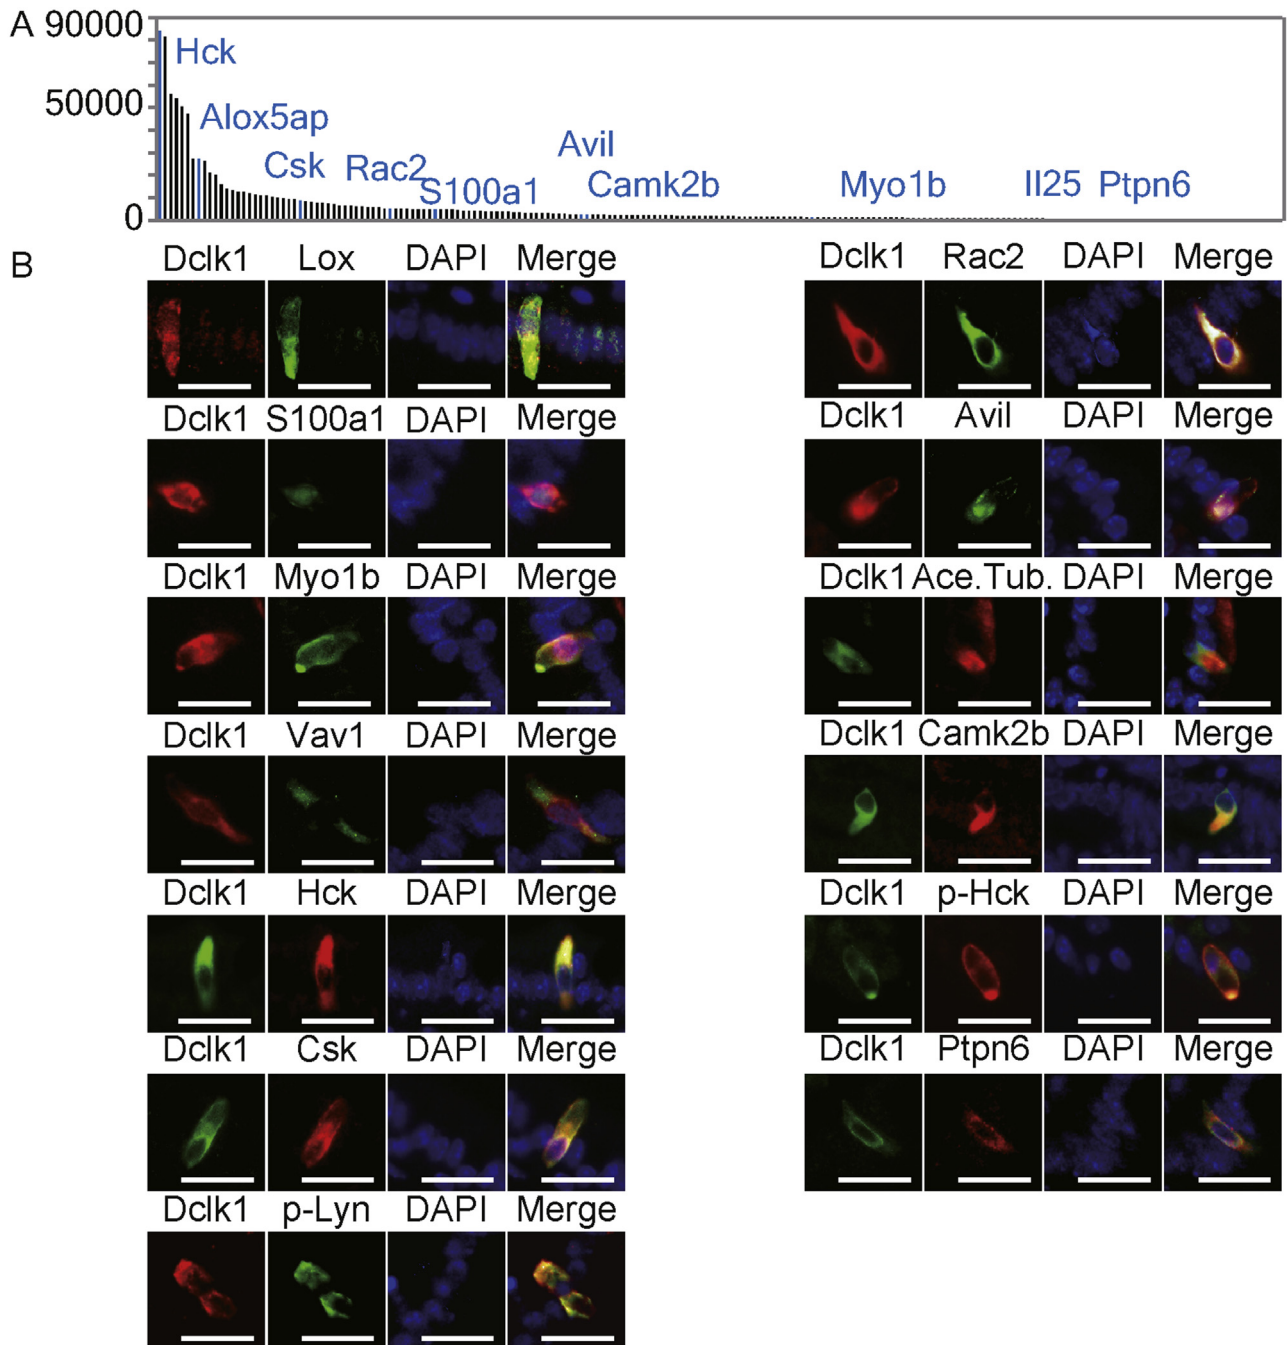 A
90000
50000
0
Hck
Alox5ap
Csk
Rac2
S100a1
Avil
Camk2b
Myo1b
Il25
Ptpn6
B
Dclk1 Lox DAPI Merge
Dclk1 Rac2 DAPI Merge
Dclk1 S100a1 DAPI Merge
Dclk1 Avil DAPI Merge
Dclk1 Myo1b DAPI Merge
Dclk1 Ace.Tub. DAPI Merge
Dclk1 Vav1 DAPI Merge
Dclk1 Camk2b DAPI Merge
Dclk1 Hck DAPI Merge
Dclk1 p-Hck DAPI Merge
Dclk1 Csk DAPI Merge
Dclk1 Ptpn6 DAPI Merge
Dclk1 p-Lyn DAPI Merge